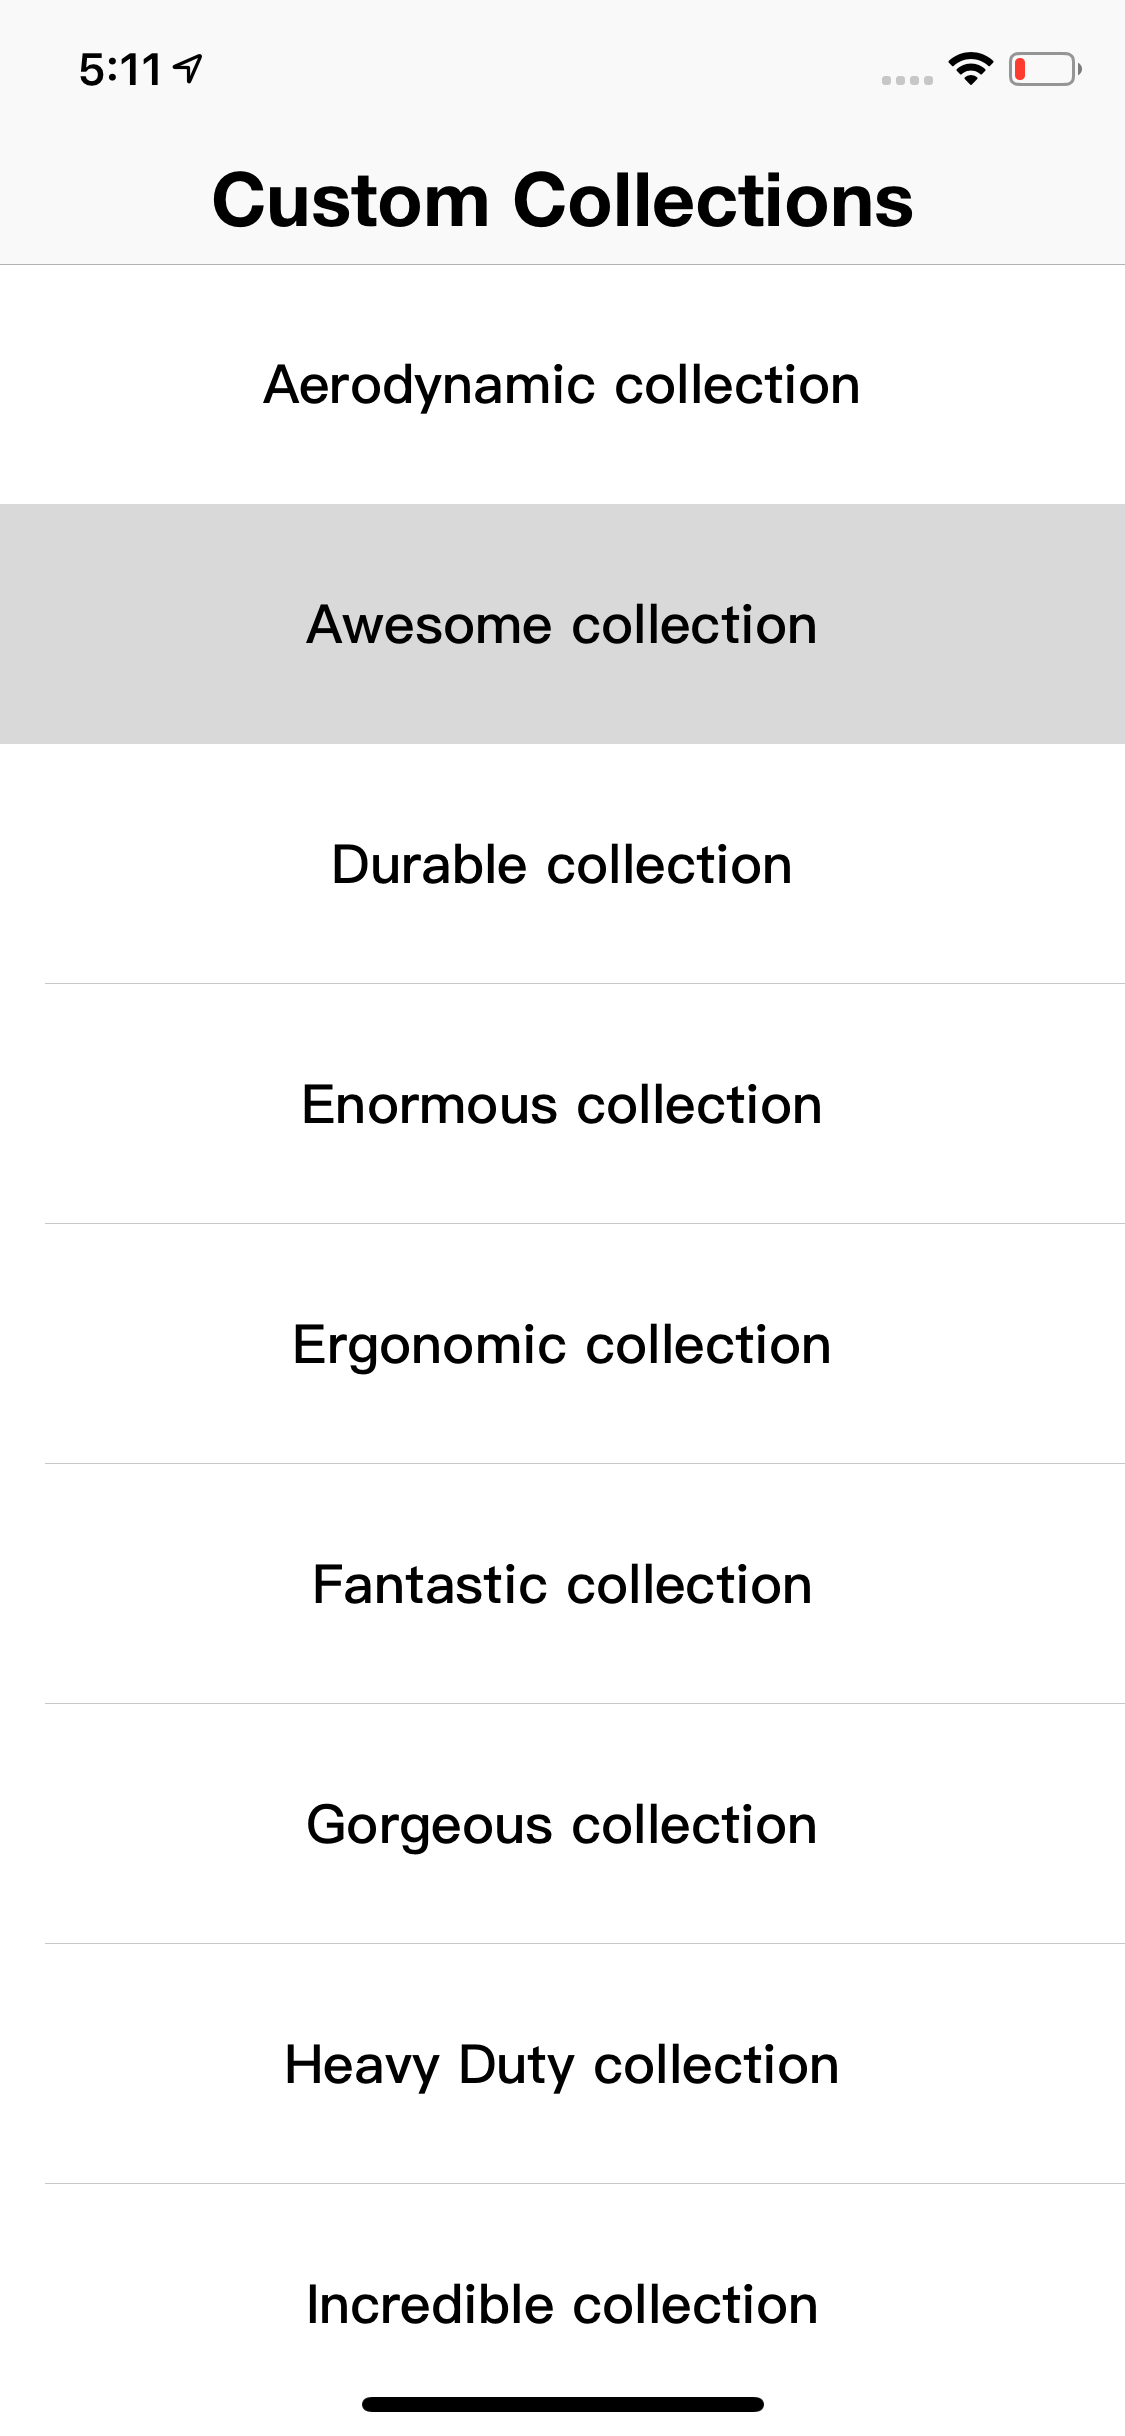 5:11
Custom Collections
Aerodynamic collection
Awesome collection
Durable collection
Enormous collection
Ergonomic collection
Fantastic collection
Gorgeous collection
Heavy Duty collection
Incredible collection